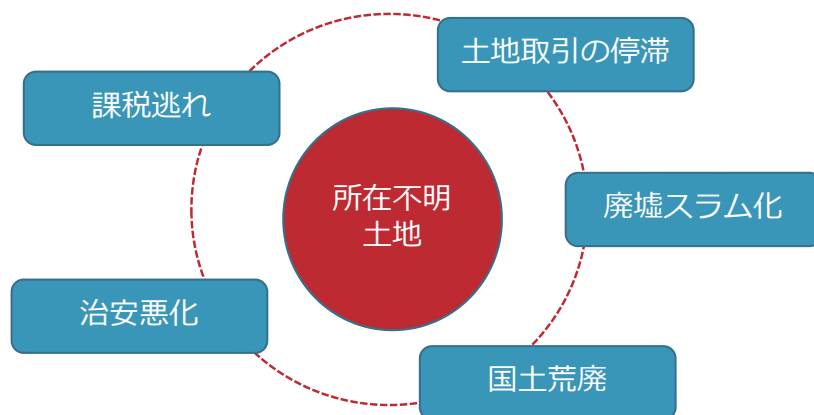 土地取引の停滞
課税逃れ
所在不明
土地
廃墟スラム化
治安悪化
国土荒廃